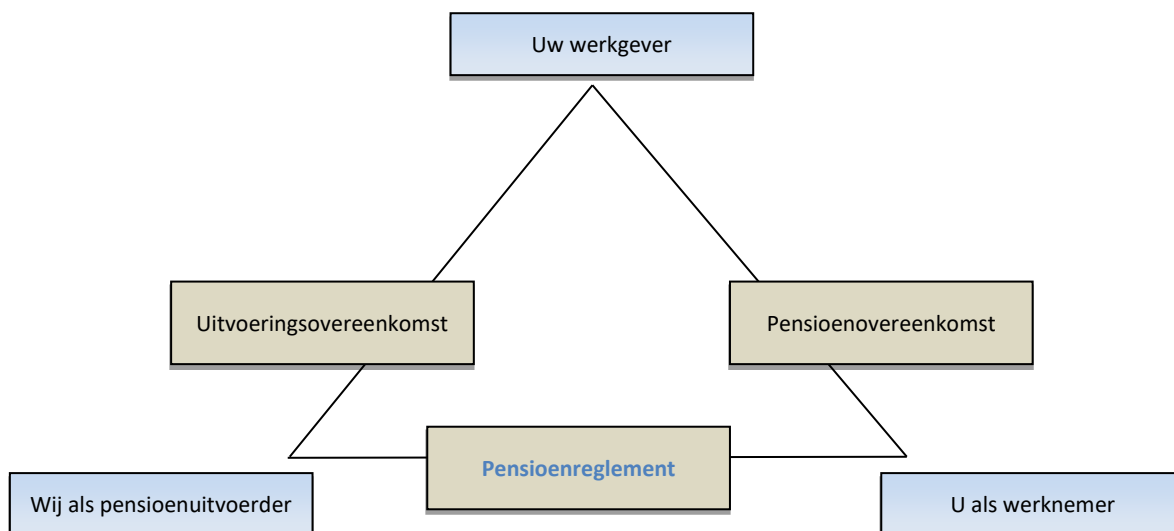 Uw werkgever
Uitvoeringsovereenkomst
Pensioenovereenkomst
Pensioenreglement
Wij als pensioenuitvoerder
U als werknemer